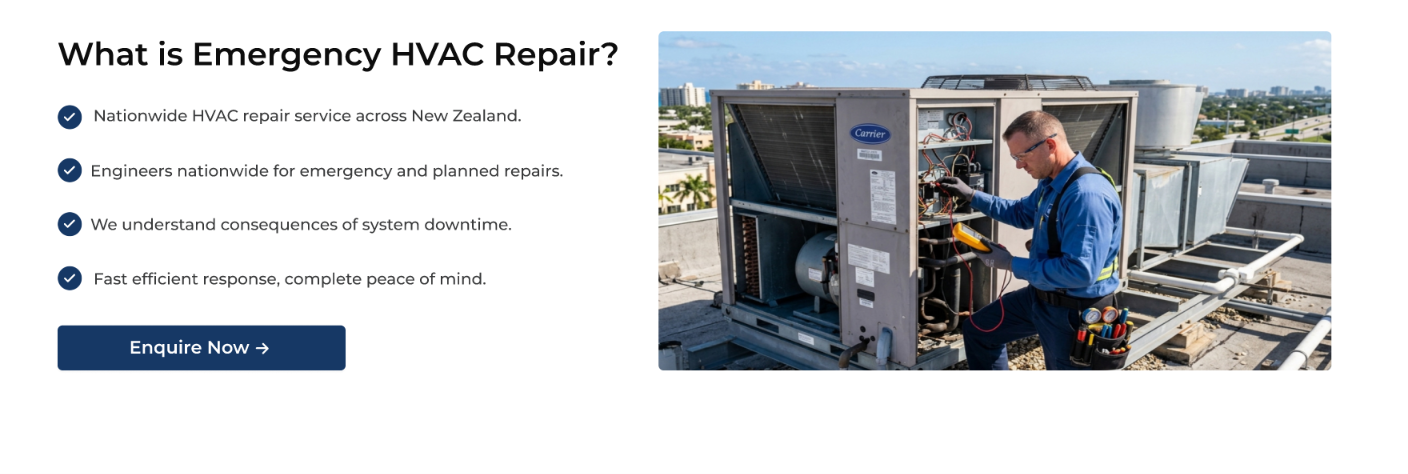 What is Emergency HVAC Repair?
Nationwide HVAC repair service across New Zealand.
Engineers nationwide for emergency and planned repairs.
We understand consequences of system downtime.
Fast efficient response, complete peace of mind.
Enquire Now →
Carrier